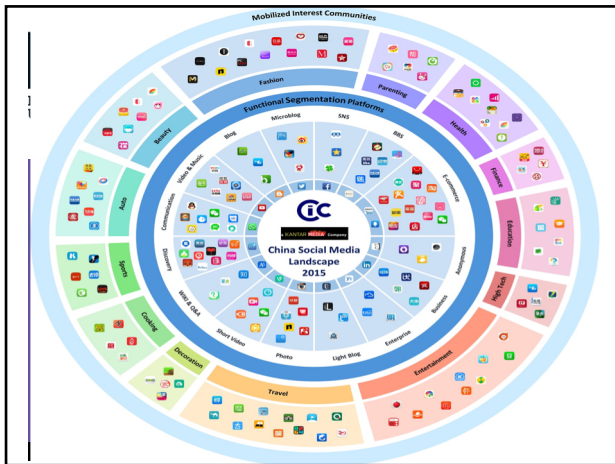 Mobilized Interest Communities
Fashion
Parenting
Health
Finance
Education
High Tech
Entertainment
Travel
Decoration
Cooking
Sports
Auto
Beauty
Functional Segmentation Platforms
Microblog
SNS
BBS
E-commerce
Anonymous
Business
Enterprise
Light Blog
Photo
Short Video
Wiki & Q&A
Discovery
Communication
Video & Music
Blog
CIC
a KANTAR MEDIA Company
China Social Media
Landscape
2015